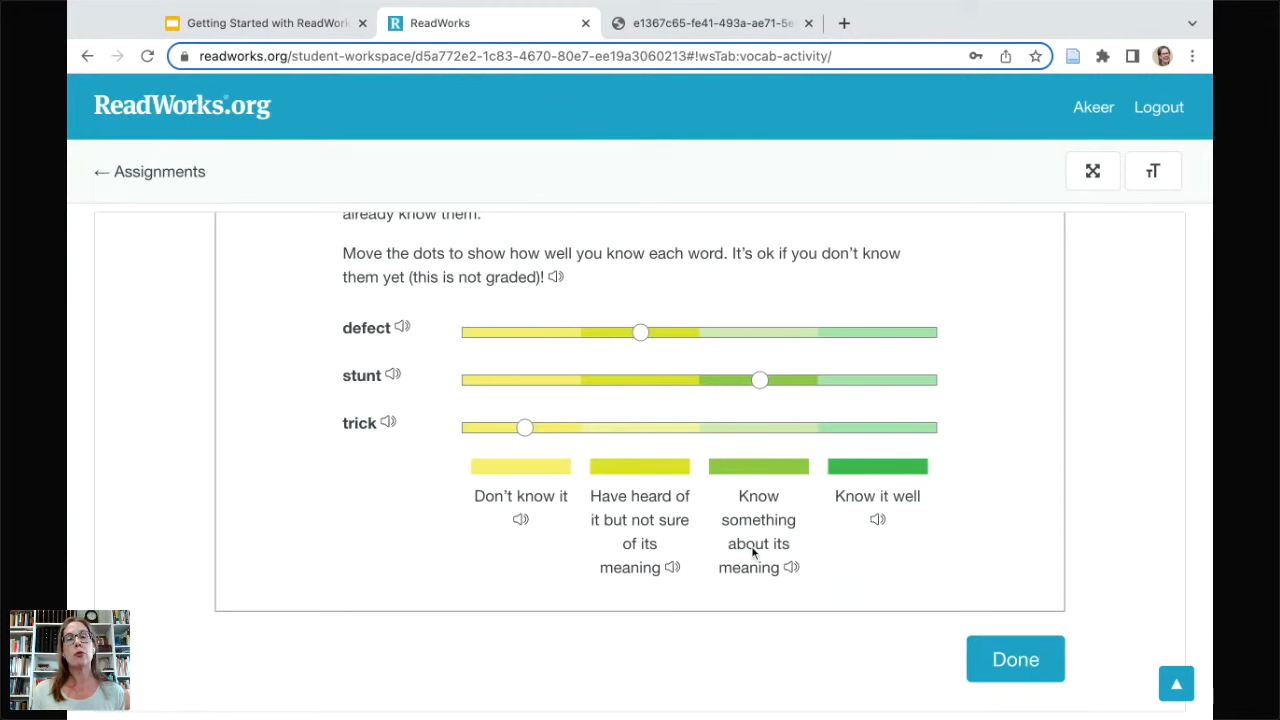 Getting Started with ReadWork
ReadWorks
e1367c65-fe41-493a-ae71-5e
readworks.org/student-workspace/d5a772e2-1c83-4670-80e7-ee19a3060213#!wsTab:vocab-activity/
ReadWorks.org
Akeer Logout
← Assignments
already know them.
Move the dots to show how well you know each word. It's ok if you don't know
them yet (this is not graded)!
defect
stunt
trick
Don't know it
Have heard of
it but not sure
of its
meaning
Know
something
about its
meaning
Know it well
Done